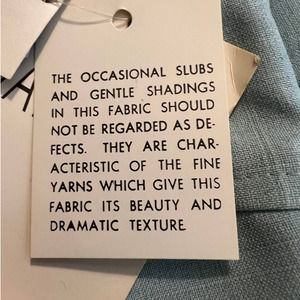 THE OCCASIONAL SLUBS
AND GENTLE SHADINGS
IN THIS FABRIC SHOULD
NOT BE REGARDED AS DE-
FECTS. THEY ARE CHAR-
ACTERISTIC OF THE FINE
YARNS WHICH GIVE THIS
FABRIC ITS BEAUTY AND
DRAMATIC TEXTURE.